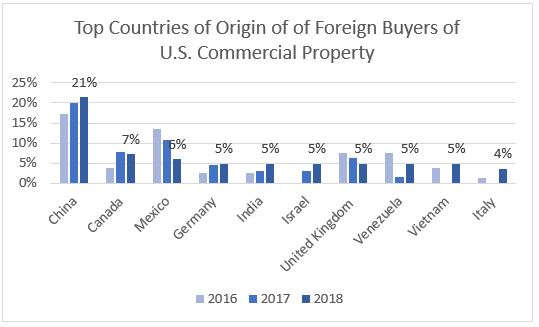 Top Countries of Origin of of Foreign Buyers of
U.S. Commercial Property
25%
20%
15%
10%
5%
0%
21%
7%
6%
5%
5%
5%
5%
5%
5%
4%
China
Canada
Mexico
Germany
India
Israel
United Kingdom
Venezuela
Vietnam
Italy
2016 2017 2018